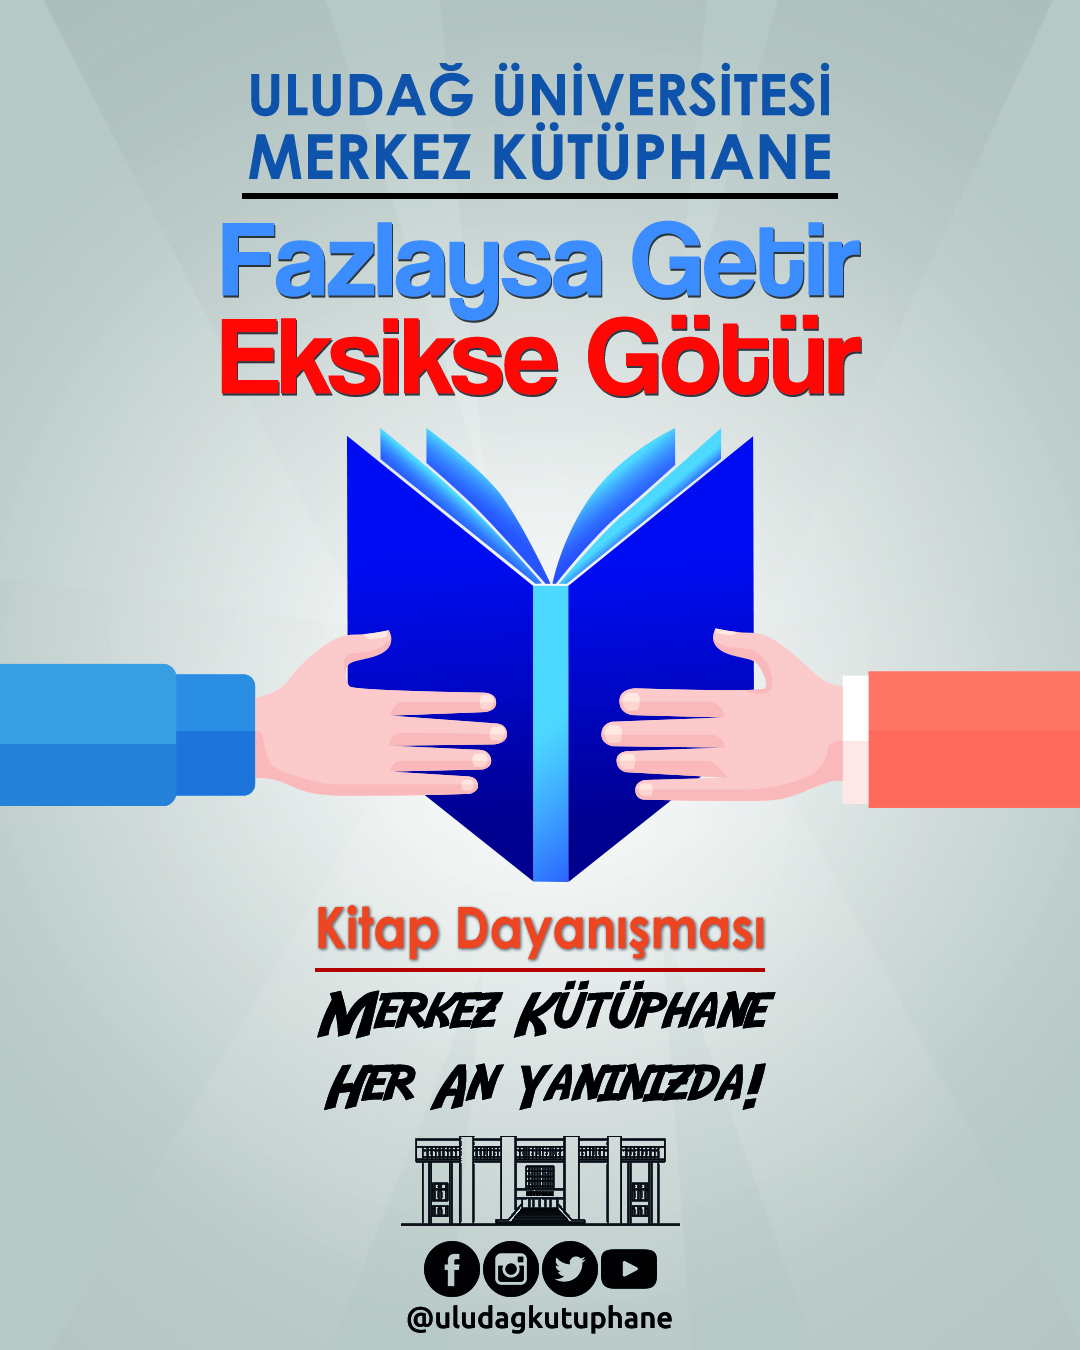 ULUDAĞ ÜNİVERSİTESİ
MERKEZ KÜTÜPHANE
Fazlaysa Getir
Eksikse Götür
Kitap Dayanışması
MERKEZ KÜTÜPHANE
HER AN YANINIZDA!
@uludagkutuphane